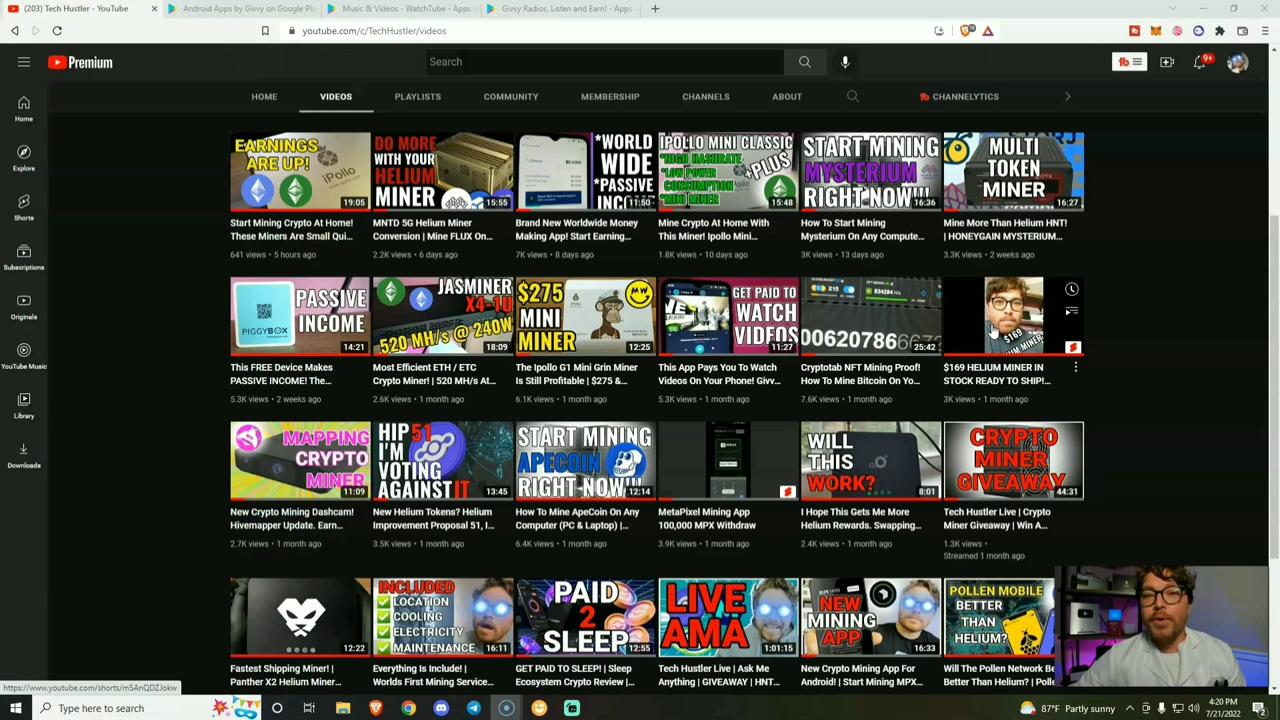 (203) Tech Hustler - YouTube
Android Apps by Givvy on Google Pl
Music & Videos - WatchTube - Apps
Givvy Radios, Listen and Earn! - Apps
youtube.com/c/TechHustler/videos
Premium
Search
9+
HOME
VIDEOS
PLAYLISTS
COMMUNITY
MEMBERSHIP
CHANNELS
ABOUT
CHANNELYTICS
Home
Explore
Shorts
Subscriptions
Originals
YouTube Music
Library
Downloads
EARNINGS
ARE UP!
iPollo
19:05
Start Mining Crypto At Home!
These Miners Are Small Qui...
641 views • 5 hours ago
DO MORE
WITH YOUR
HELIUM
MINER
15:55
MNTD 5G Helium Miner
Conversion | Mine FLUX On...
2.2K views • 6 days ago
*WORLD
WIDE
*PASSIVE
11:50
Brand New Worldwide Money
Making App! Start Earning...
7K views • 8 days ago
IPOLLO MINI CLASSIC
+PLUS
*HIGH HASHRATE
*LOW POWER
CONSUMPTION
*MINI MINER
15:48
Mine Crypto At Home With
This Miner! Ipollo Mini...
1.8K views • 10 days ago
START MINING
MYSTERIUM
RIGHT NOW!!!
16:36
How To Start Mining
Mysterium On Any Compute...
3K views • 13 days ago
MULTI
TOKEN
MINER
16:27
Mine More Than Helium HNT!
| HONEYGAIN MYSTERIUM...
3.3K views • 2 weeks ago
PIGGYBOX
PASSIVE
INCOME
14:21
This FREE Device Makes
PASSIVE INCOME! The...
5.3K views • 2 weeks ago
JASMINER
X4-1U
520 MH/s @ 240W
18:09
Most Efficient ETH / ETC
Crypto Miner! | 520 MH/s At...
2.6K views • 1 month ago
$275
MINI
MINER
12:25
The Ipollo G1 Mini Grin Miner
Is Still Profitable | $275 &...
6.1K views • 1 month ago
GET PAID TO
WATCH
VIDEOS
11:27
This App Pays You To Watch
Videos On Your Phone! Givv...
5.3K views • 1 month ago
X15
834284
006207866
25:42
Cryptotab NFT Mining Proof!
How To Mine Bitcoin On Yo...
7.6K views • 1 month ago
$169
HELIUM MINER
$169 HELIUM MINER IN
STOCK READY TO SHIP!...
3K views • 1 month ago
MAPPING
CRYPTO
MINER
11:09
New Crypto Mining Dashcam!
Hivemapper Update. Earn...
2.7K views • 1 month ago
HIP 51
I'M
VOTING
AGAINST IT
13:45
New Helium Tokens? Helium
Improvement Proposal 51, I...
3.5K views • 1 month ago
START MINING
APECOIN
RIGHT NOW!!!
12:14
How To Mine ApeCoin On Any
Computer (PC & Laptop) |...
6.4K views • 1 month ago
MetaPixel Mining App
100,000 MPX Withdraw
3.9K views • 1 month ago
WILL
THIS
WORK?
8:01
I Hope This Gets Me More
Helium Rewards. Swapping...
2.4K views • 1 month ago
CRYPTO
MINER
GIVEAWAY
44:31
Tech Hustler Live | Crypto
Miner Giveaway | Win A...
1.3K views •
Streamed 1 month ago
12:22
Fastest Shipping Miner! |
Panther X2 Helium Miner...
INCLUDED
LOCATION
COOLING
ELECTRICITY
MAINTENANCE
16:11
Everything Is Include! |
Worlds First Mining Service...
PAID
2
SLEEP
12:55
GET PAID TO SLEEP! | Sleep
Ecosystem Crypto Review |...
LIVE
AMA
1:01:15
Tech Hustler Live | Ask Me
Anything | GIVEAWAY | HNT...
NEW
MINING
APP
16:33
New Crypto Mining App For
Android! | Start Mining MPX...
POLLEN MOBILE
BETTER
THAN
HELIUM?
Will The Pollen Network Be
Better Than Helium? | Polle
https://www.youtube.com/shorts/mSAnQDZJokw
Type here to search
87°F Partly sunny
4:20 PM
7/21/2022
2